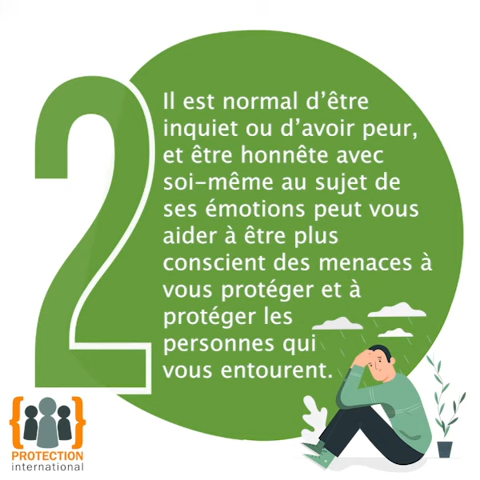 2
Il est normal d’être
inquiet ou d’avoir peur,
et être honnête avec
soi-même au sujet de
ses émotions peut vous
aider à être plus
conscient des menaces à
vous protéger et à
protéger les
personnes qui
vous entourent.
PROTECTION
international